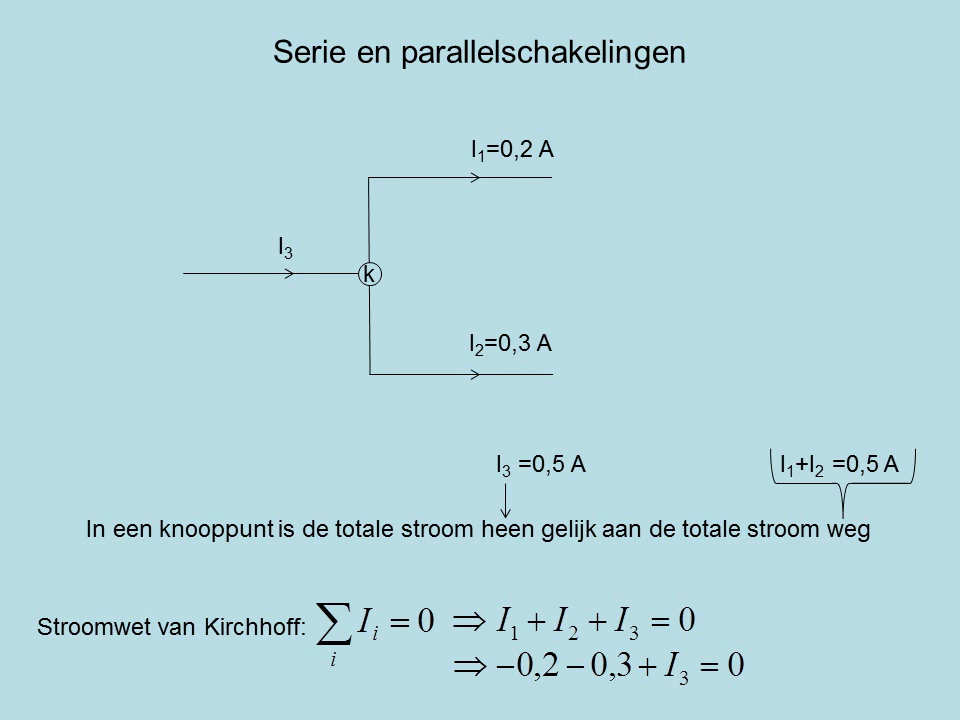 Serie en parallelschakelingen
I₁=0,2 A
I₃
k
I₂=0,3 A
I₃ =0,5 A I₁+I₂ =0,5 A
In een knooppunt is de totale stroom heen gelijk aan de totale stroom weg
Stroomwet van Kirchhoff: ∑ᵢ Iᵢ = 0 ⇒ I₁ + I₂ + I₃ = 0
⇒ −0,2 − 0,3 + I₃ = 0